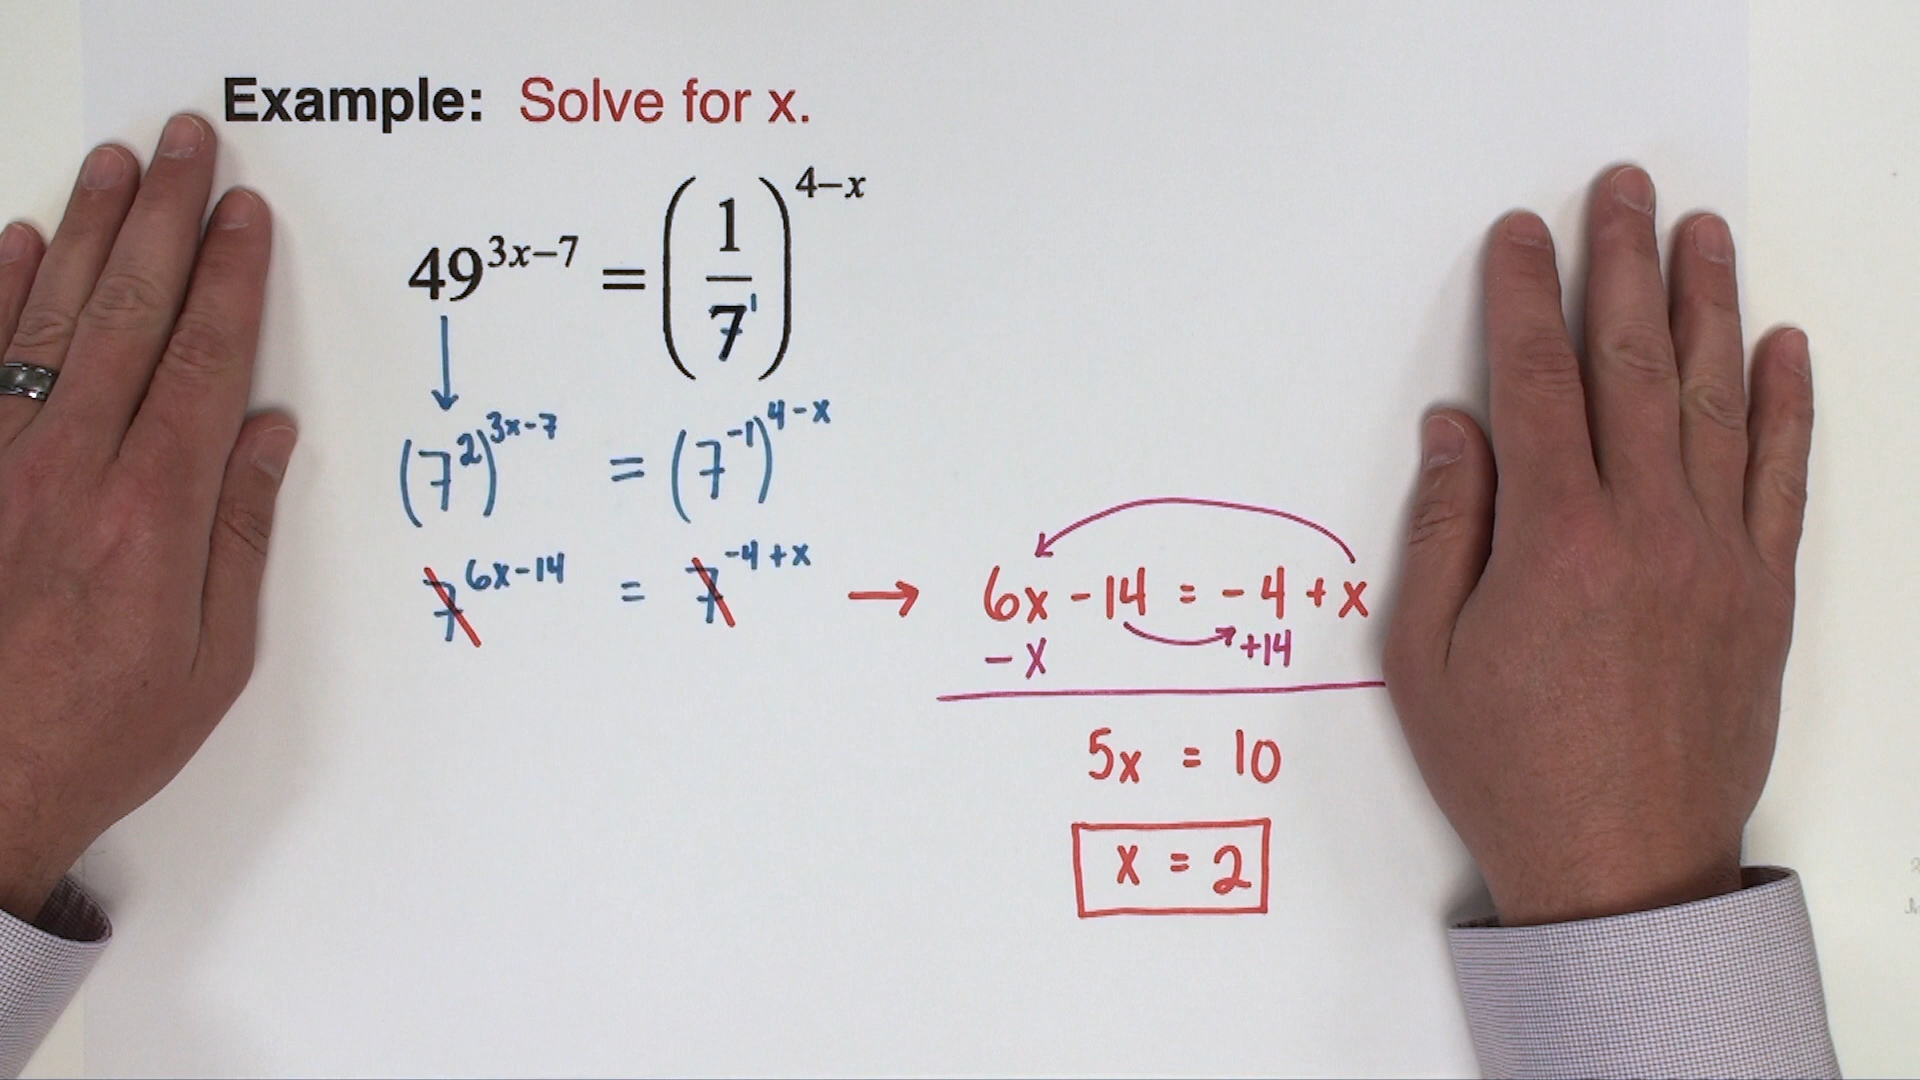 Example: Solve for x.
49^{3x−7} = (1/7^1)^{4−x}
(7^2)^{3x-7} = (7^{-1})^{4-x}
7^{6x-14} = 7^{-4+x} → 6x - 14 = -4 + x
- x +14
5x = 10
x = 2